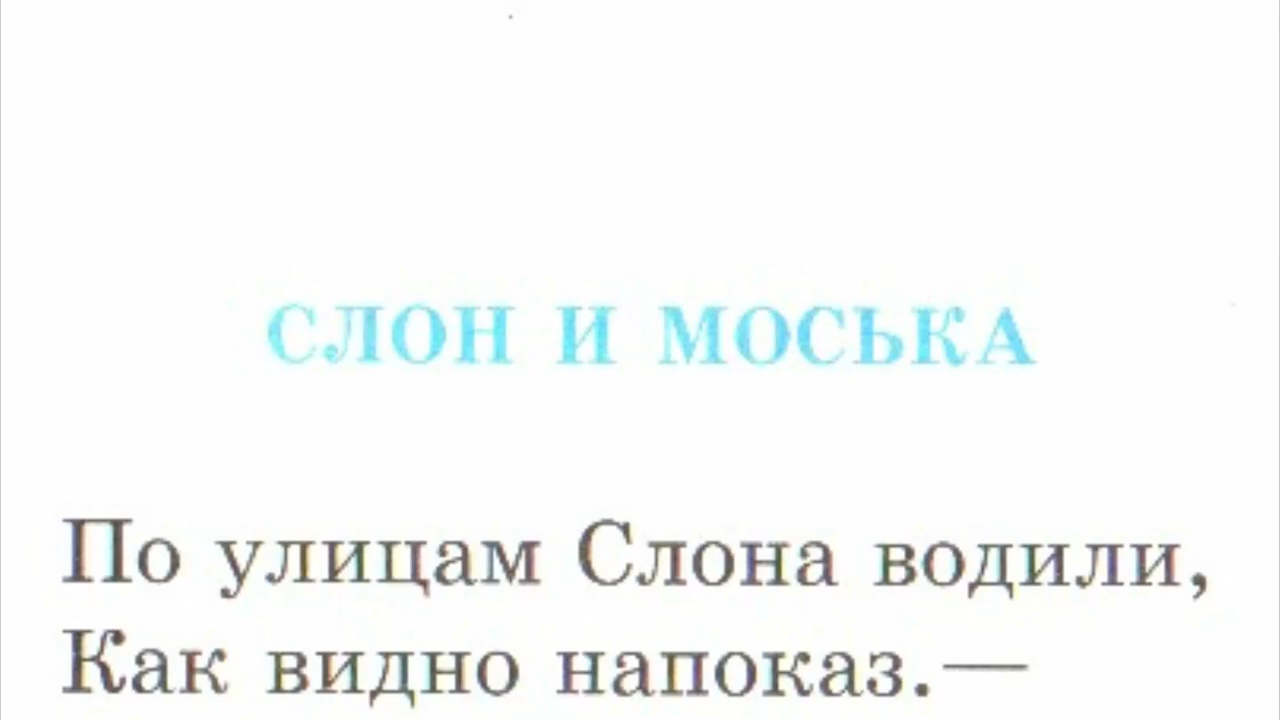 СЛОН И МОСЬКА
По улицам Слона водили,
Как видно напоказ.—